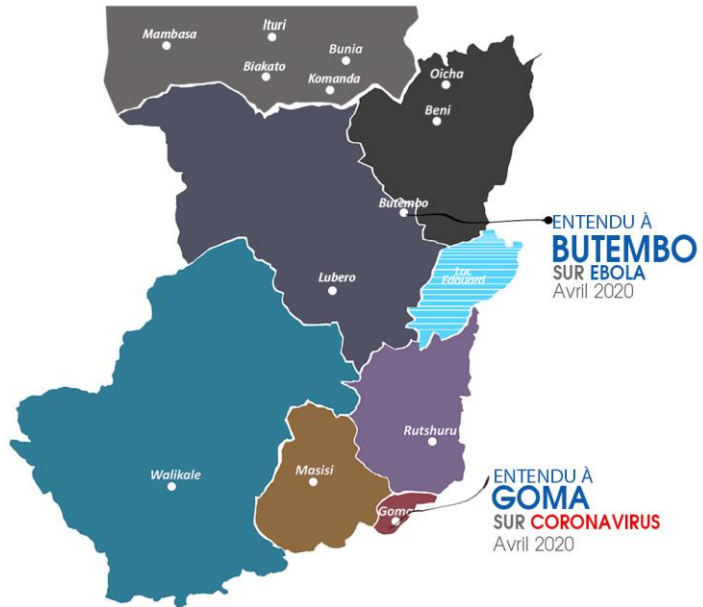 Ituri
Mambasa
Bunia
Biakato
Komanda
Oicha
Beni
Butembo
ENTENDU À
BUTEMBO
SUR EBOLA
Avril 2020
Luc
Edouard
Lubero
Rutshuru
Masisi
Walikale
ENTENDU À
GOMA
SUR CORONAVIRUS
Avril 2020
Goma